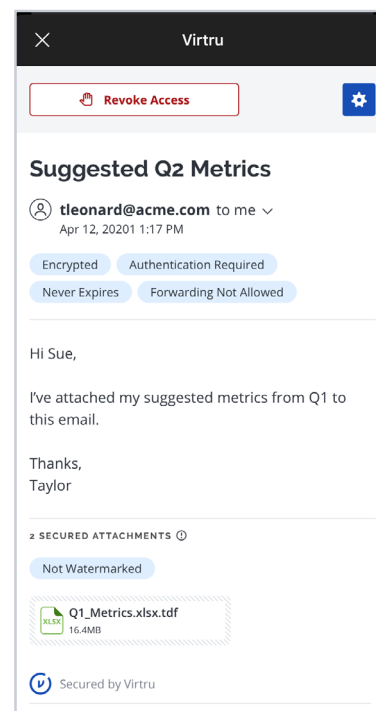 Virtru
Revoke Access
Suggested Q2 Metrics
tleonard@acme.com to me
Apr 12, 20201 1:17 PM
Encrypted Authentication Required
Never Expires Forwarding Not Allowed
Hi Sue,
I've attached my suggested metrics from Q1 to
this email.
Thanks,
Taylor
2 SECURED ATTACHMENTS
Not Watermarked
XLSX Q1_Metrics.xlsx.tdf
16.4MB
Secured by Virtru